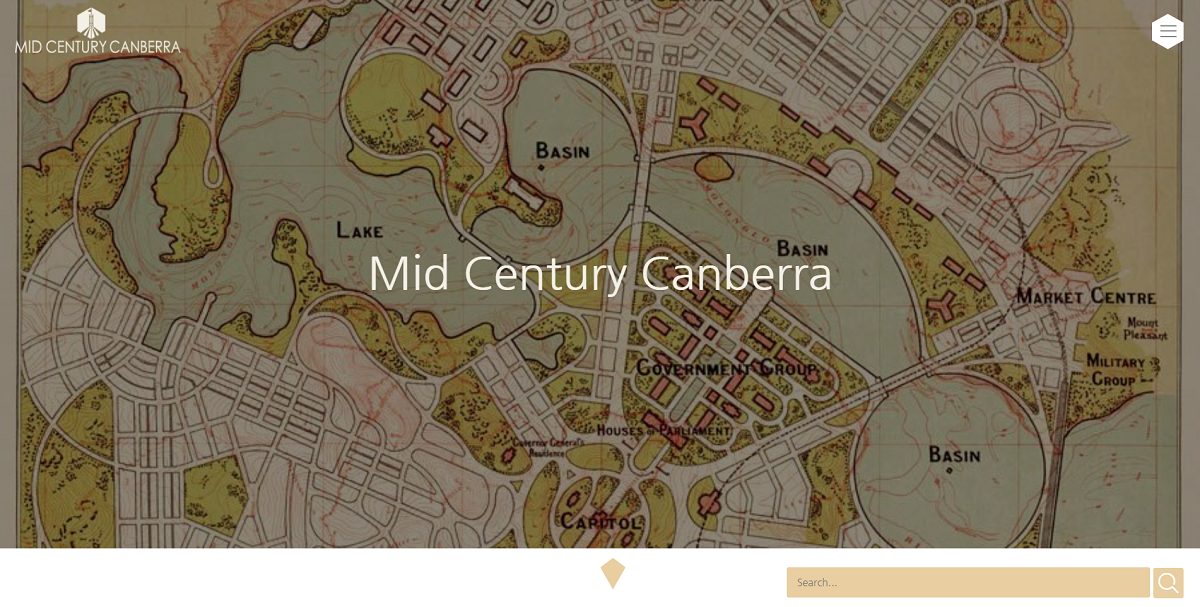 MID CENTURY CANBERRA
BASIN
LAKE
BASIN
Mid Century Canberra
MARKET CENTRE
Mount
Pleasant
MILITARY
GROUP
GOVERNMENT GROUP
HOUSES of PARLIAMENT
Governor General's
Residence
BASIN
CAPITOL
Search...